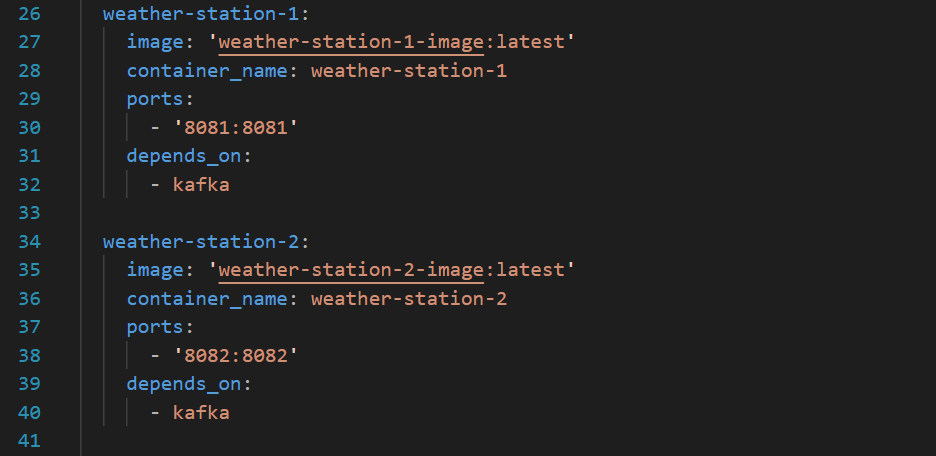 26 weather-station-1:
27 image: 'weather-station-1-image:latest'
28 container_name: weather-station-1
29 ports:
30 - '8081:8081'
31 depends_on:
32 - kafka
33
34 weather-station-2:
35 image: 'weather-station-2-image:latest'
36 container_name: weather-station-2
37 ports:
38 - '8082:8082'
39 depends_on:
40 - kafka
41